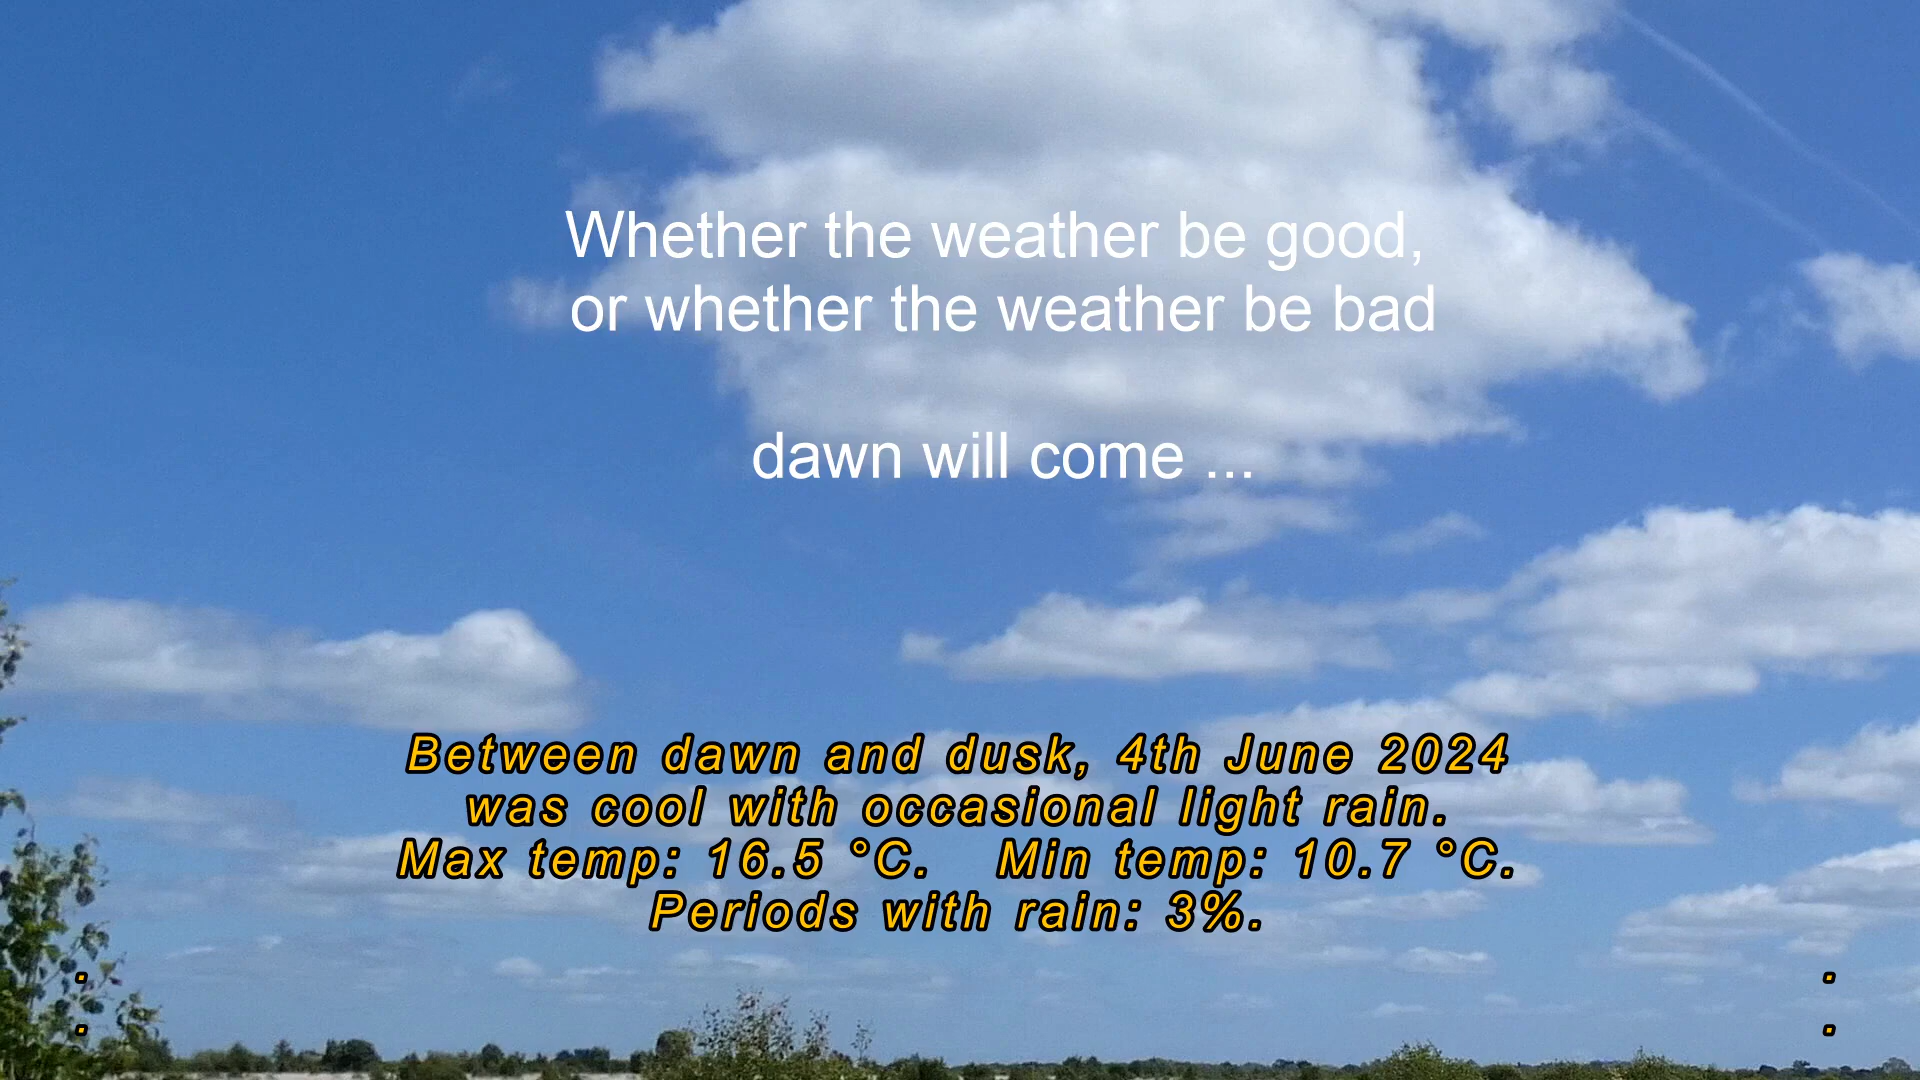 Whether the weather be good,
or whether the weather be bad
dawn will come ...
Between dawn and dusk, 4th June 2024
was cool with occasional light rain.
Max temp: 16.5 °C.   Min temp: 10.7 °C.
Periods with rain: 3%.
. .
. .